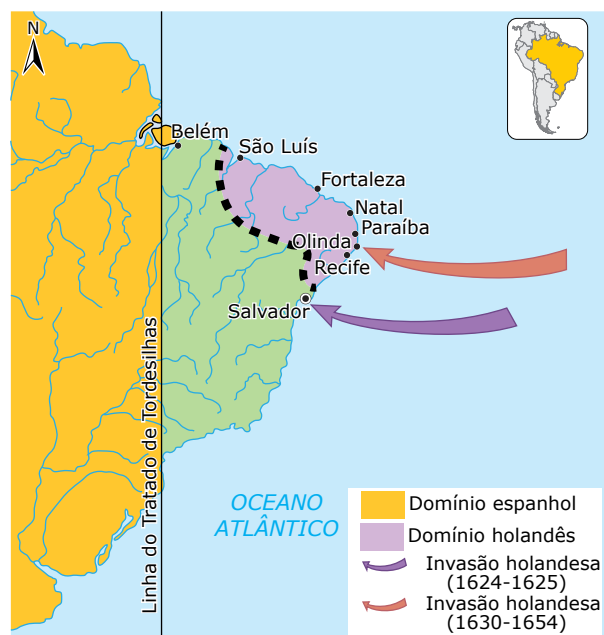 N
Belém
São Luís
Fortaleza
Natal
Paraíba
Olinda
Recife
Salvador
Linha do Tratado de Tordesilhas
OCEANO
ATLÂNTICO
Domínio espanhol
Domínio holandês
Invasão holandesa
(1624-1625)
Invasão holandesa
(1630-1654)